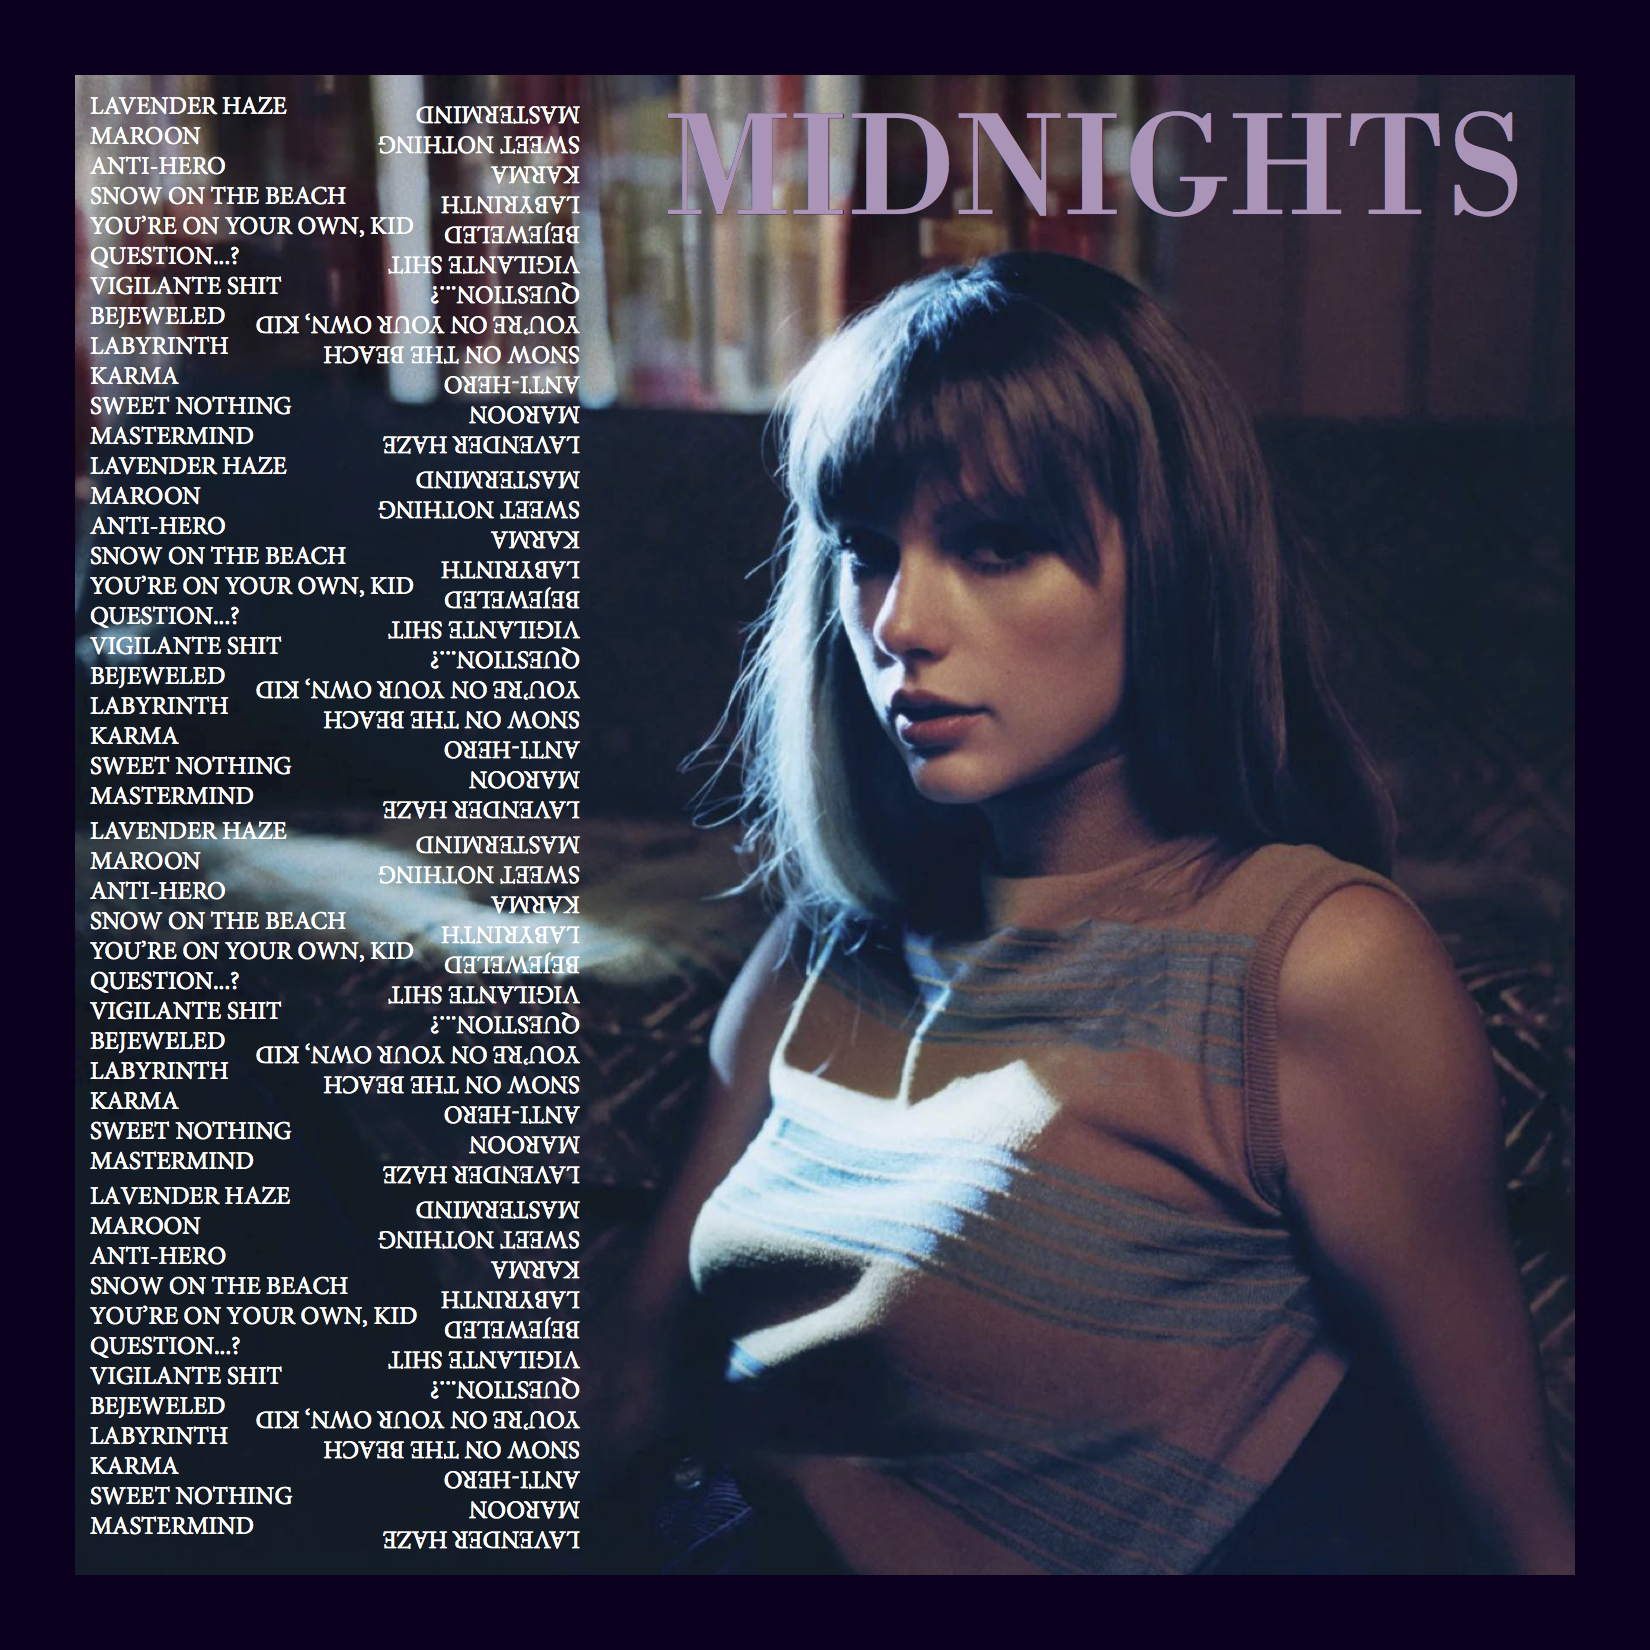 MIDNIGHTS
LAVENDER HAZE
MAROON
ANTI-HERO
SNOW ON THE BEACH
YOU'RE ON YOUR OWN, KID
QUESTION...?
VIGILANTE SHIT
BEJEWELED
LABYRINTH
KARMA
SWEET NOTHING
MASTERMIND
LAVENDER HAZE
MAROON
ANTI-HERO
SNOW ON THE BEACH
YOU'RE ON YOUR OWN, KID
QUESTION...?
VIGILANTE SHIT
BEJEWELED
LABYRINTH
KARMA
SWEET NOTHING
MASTERMIND
LAVENDER HAZE
MAROON
ANTI-HERO
SNOW ON THE BEACH
YOU'RE ON YOUR OWN, KID
QUESTION...?
VIGILANTE SHIT
BEJEWELED
LABYRINTH
KARMA
SWEET NOTHING
MASTERMIND
LAVENDER HAZE
MAROON
ANTI-HERO
SNOW ON THE BEACH
YOU'RE ON YOUR OWN, KID
QUESTION...?
VIGILANTE SHIT
BEJEWELED
LABYRINTH
KARMA
SWEET NOTHING
MASTERMIND
LAVENDER HAZE
MAROON
ANTI-HERO
SNOW ON THE BEACH
YOU'RE ON YOUR OWN, KID
QUESTION...?
VIGILANTE SHIT
BEJEWELED
LABYRINTH
KARMA
SWEET NOTHING
MASTERMIND
LAVENDER HAZE
MAROON
ANTI-HERO
SNOW ON THE BEACH
YOU'RE ON YOUR OWN, KID
QUESTION...?
VIGILANTE SHIT
BEJEWELED
LABYRINTH
KARMA
SWEET NOTHING
MASTERMIND
LAVENDER HAZE
MAROON
ANTI-HERO
SNOW ON THE BEACH
YOU'RE ON YOUR OWN, KID
QUESTION...?
VIGILANTE SHIT
BEJEWELED
LABYRINTH
KARMA
SWEET NOTHING
MASTERMIND
LAVENDER HAZE
MAROON
ANTI-HERO
SNOW ON THE BEACH
YOU'RE ON YOUR OWN, KID
QUESTION...?
VIGILANTE SHIT
BEJEWELED
LABYRINTH
KARMA
SWEET NOTHING
MASTERMIND